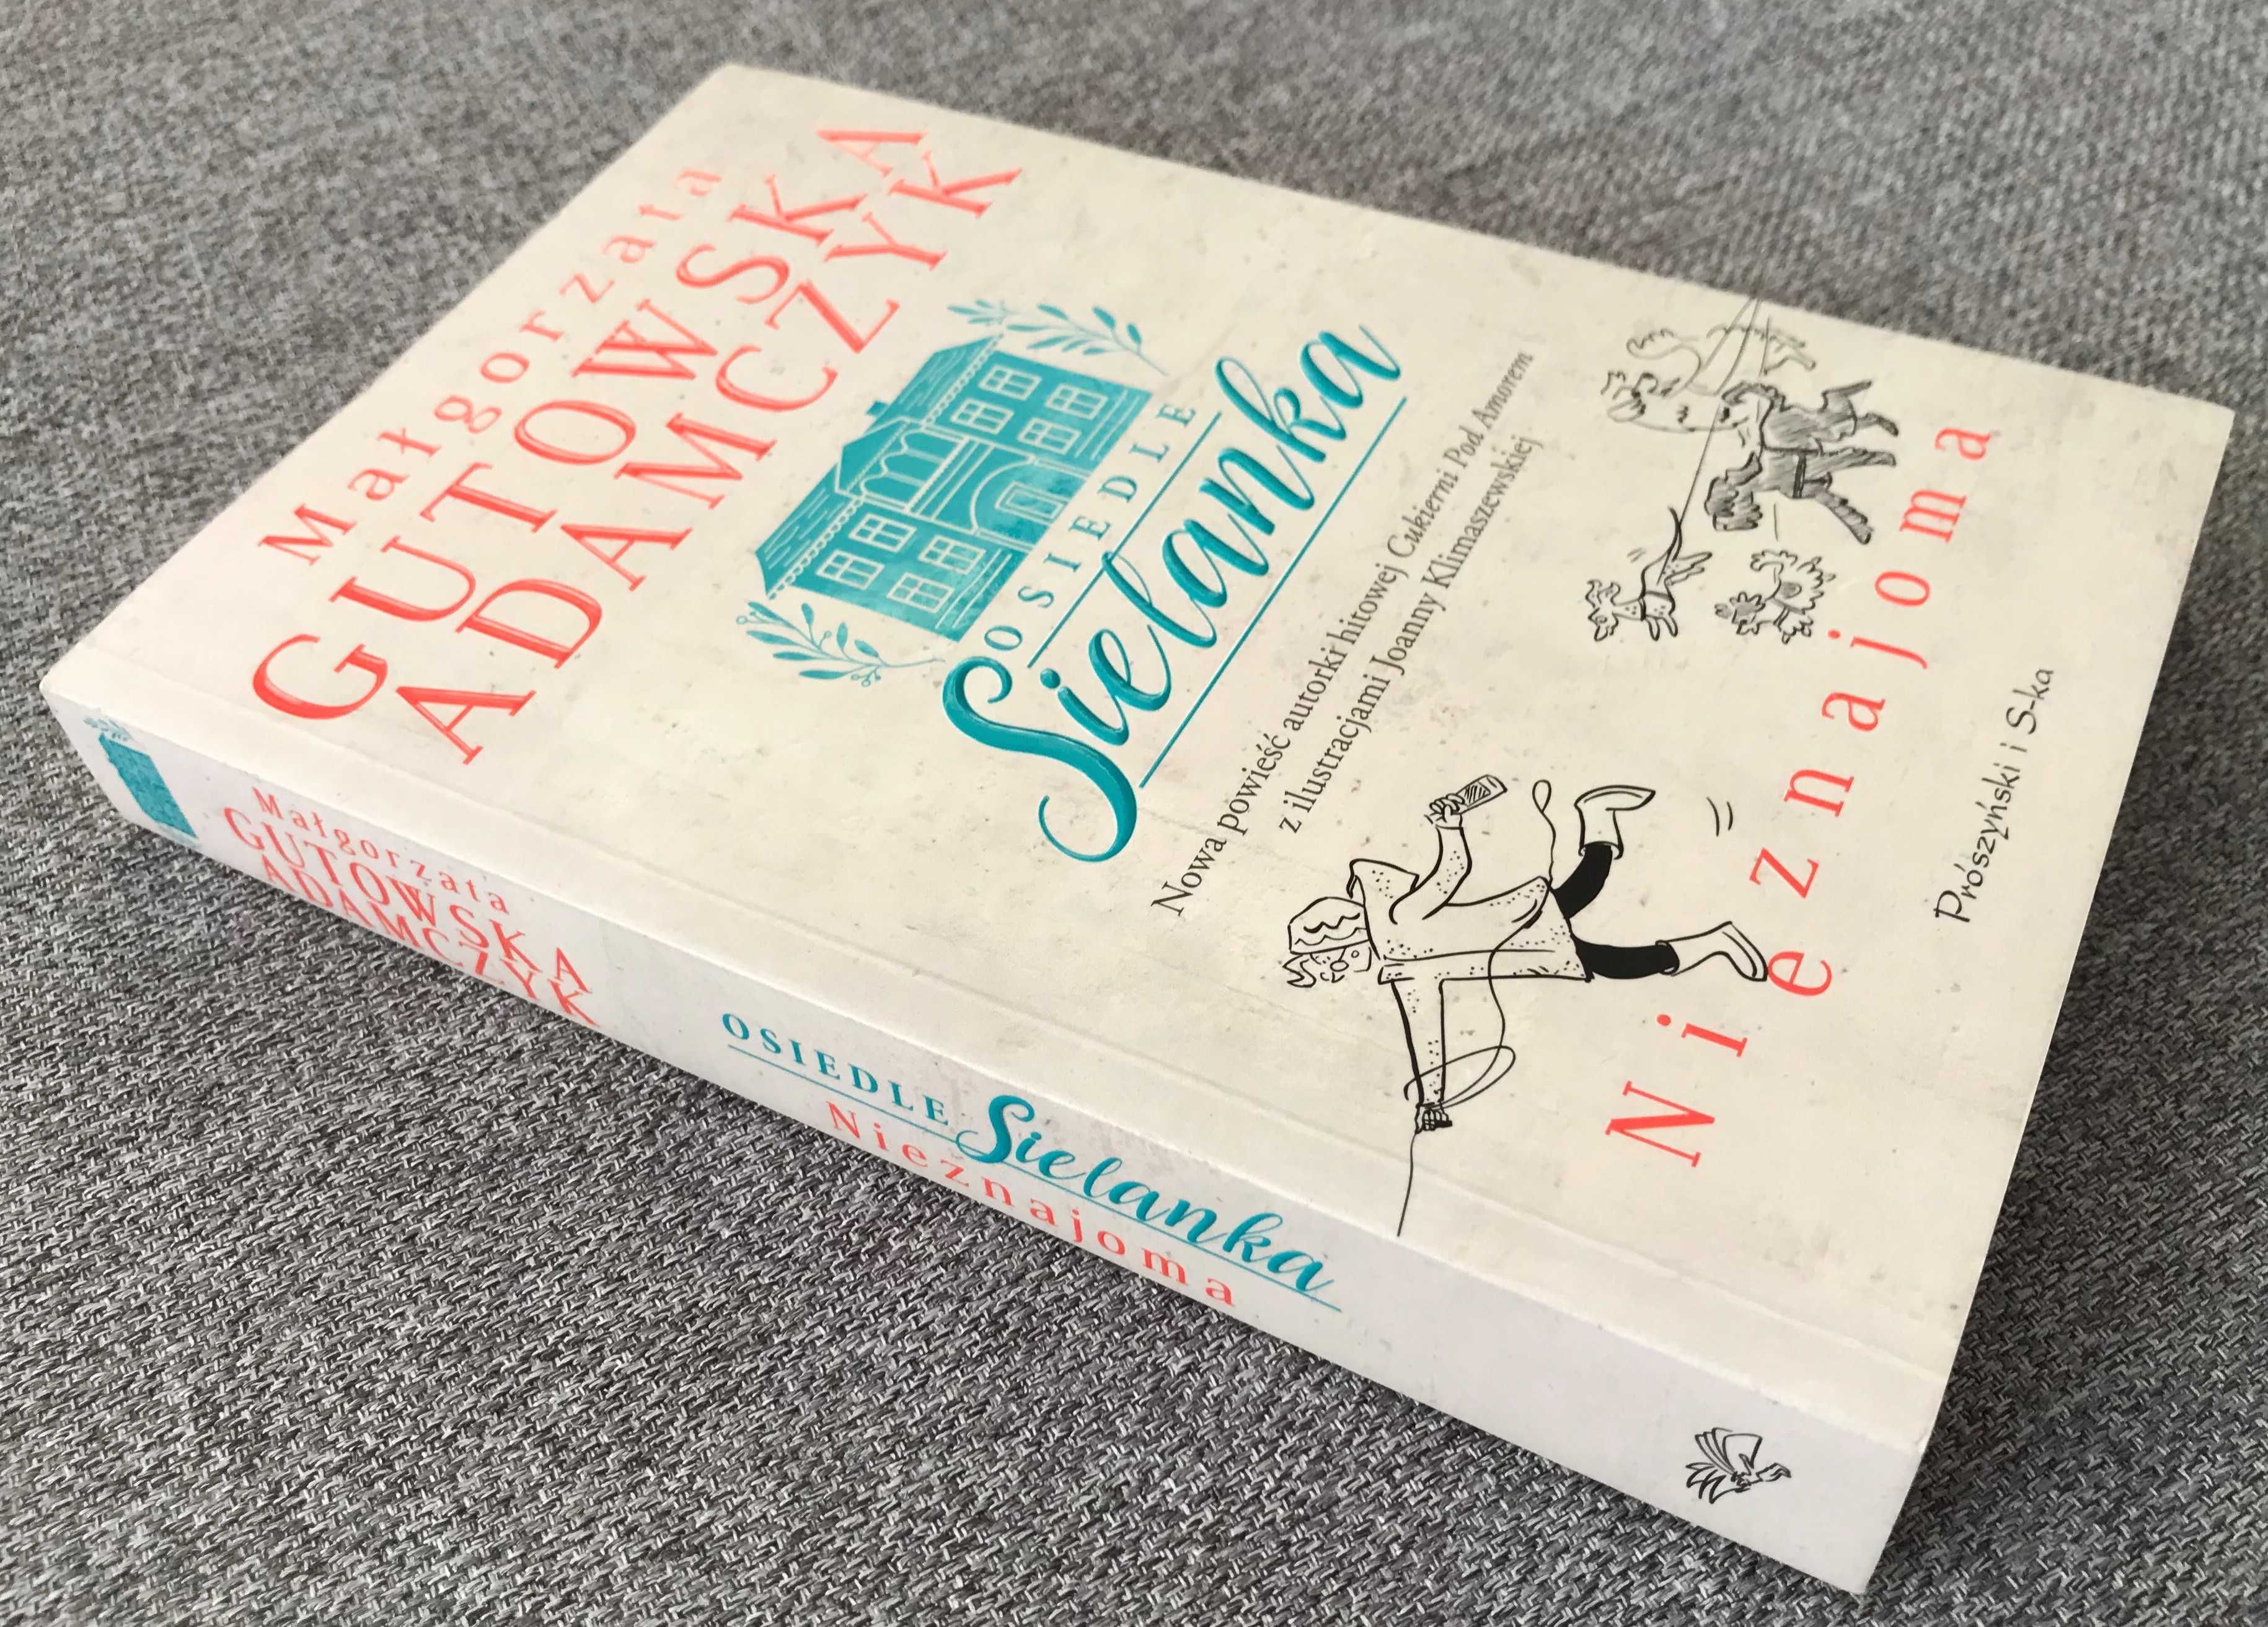 Małgorzata
GUTOWSKA
ADAMCZYK
OSIEDLE
Sielanka
Nowa powieść autorki hitowej Cukierni Pod Amorem
z ilustracjami Joanny Klimaszewskiej
Nieznajoma
Prószyński i S-ka
Małgorzata
GUTOWSKA
ADAMCZYK
OSIEDLE Sielanka
Nieznajoma